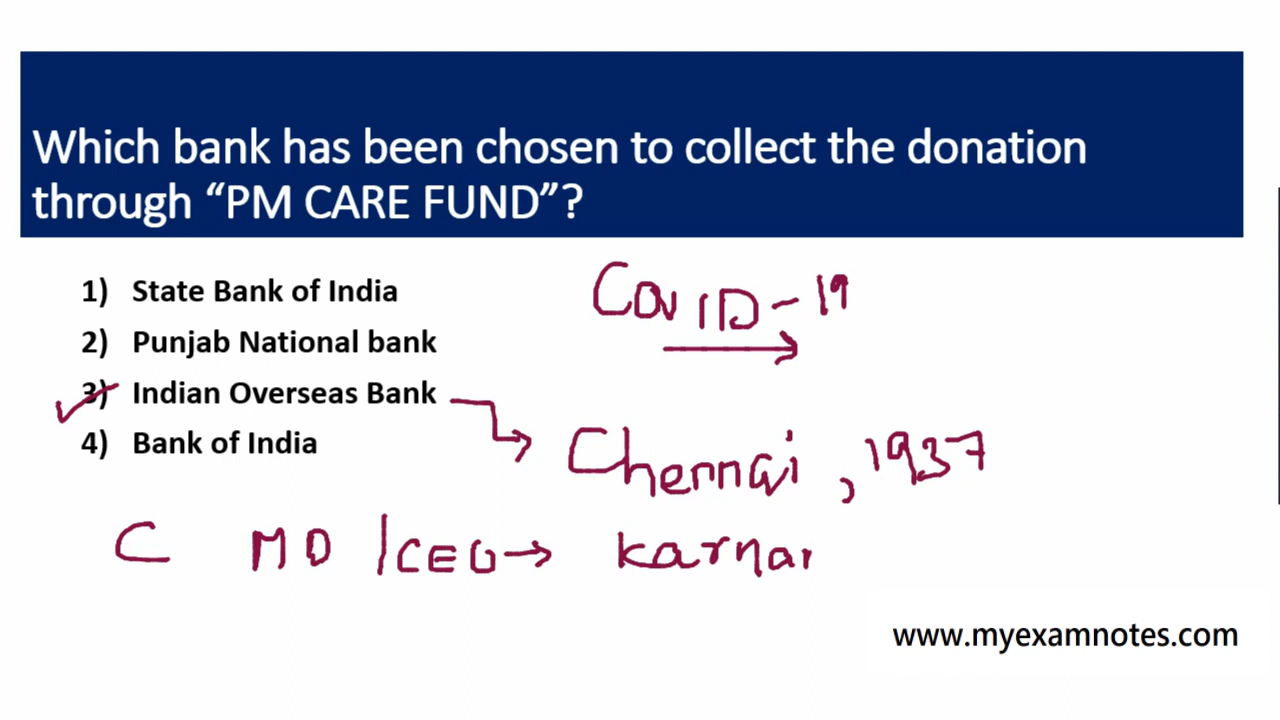 Which bank has been chosen to collect the donation
through “PM CARE FUND”?
1) State Bank of India
2) Punjab National bank
3) Indian Overseas Bank
4) Bank of India
COVID-19
Chennai, 1937
C MD /CEO → Karna
www.myexamnotes.com